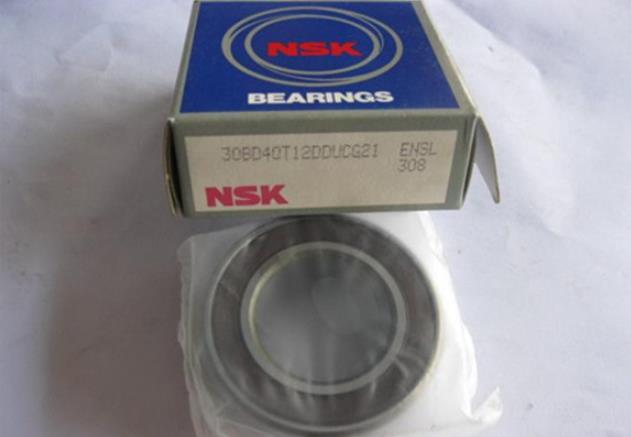 NSK
BEARINGS
30BD40T12DDUCG21 ENSL
308
NSK